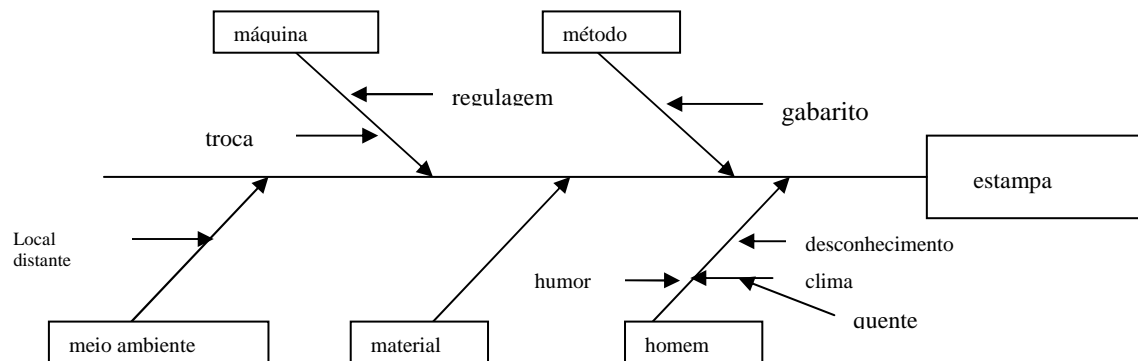 máquina
método
regulagem
gabarito
troca
estampa
Local
distante
desconhecimento
humor
clima
quente
meio ambiente
material
homem